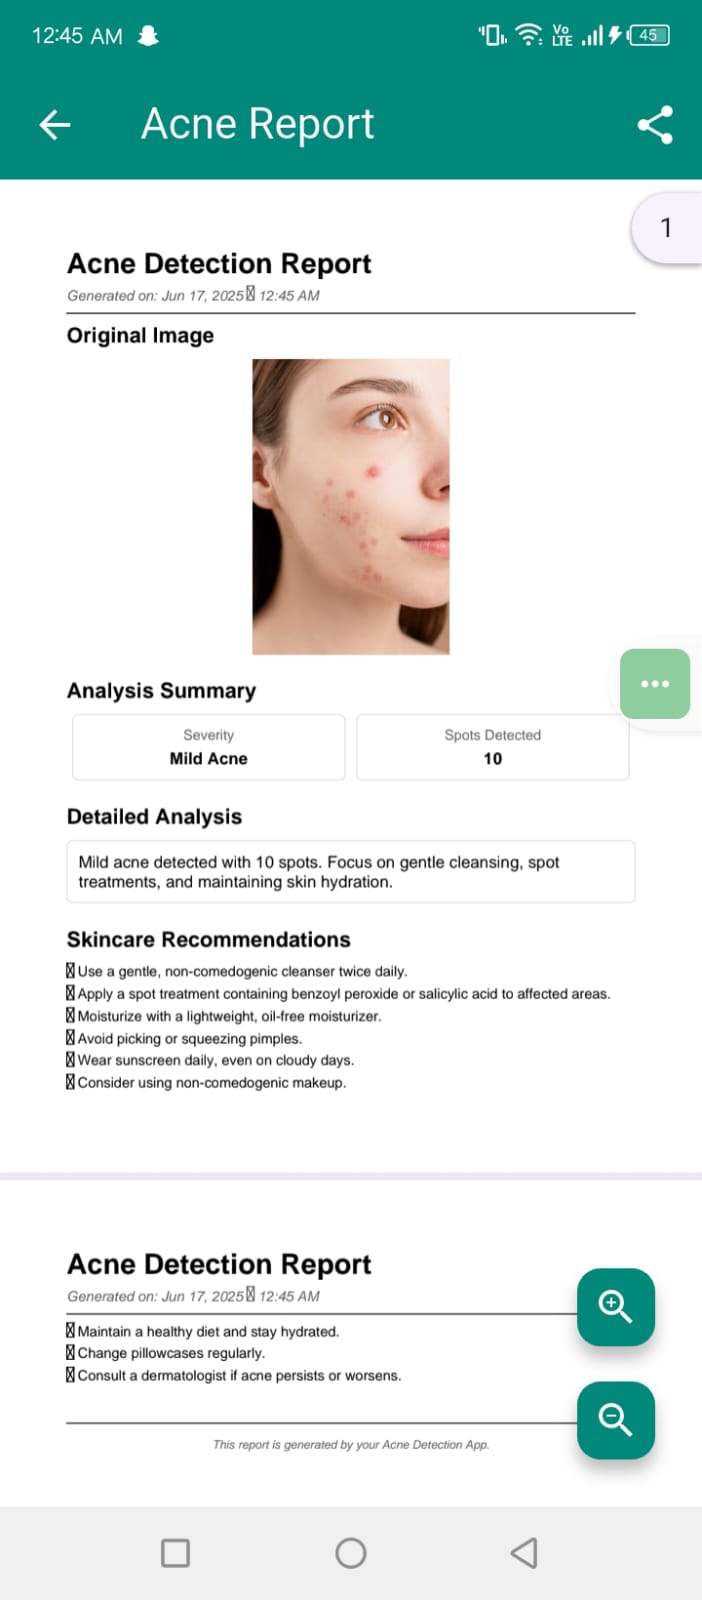 12:45 AM
Vo
LTE
45
Acne Report
1
Acne Detection Report
Generated on: Jun 17, 2025 12:45 AM
Original Image
Analysis Summary
Severity
Mild Acne
Spots Detected
10
Detailed Analysis
Mild acne detected with 10 spots. Focus on gentle cleansing, spot
treatments, and maintaining skin hydration.
Skincare Recommendations
Use a gentle, non-comedogenic cleanser twice daily.
Apply a spot treatment containing benzoyl peroxide or salicylic acid to affected areas.
Moisturize with a lightweight, oil-free moisturizer.
Avoid picking or squeezing pimples.
Wear sunscreen daily, even on cloudy days.
Consider using non-comedogenic makeup.
Acne Detection Report
Generated on: Jun 17, 2025 12:45 AM
Maintain a healthy diet and stay hydrated.
Change pillowcases regularly.
Consult a dermatologist if acne persists or worsens.
This report is generated by your Acne Detection App.